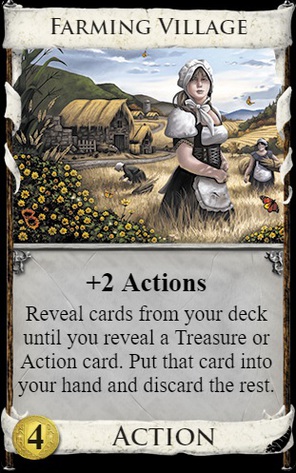 FARMING VILLAGE
+2 Actions
Reveal cards from your deck
until you reveal a Treasure or
Action card. Put that card into
your hand and discard the rest.
4 ACTION